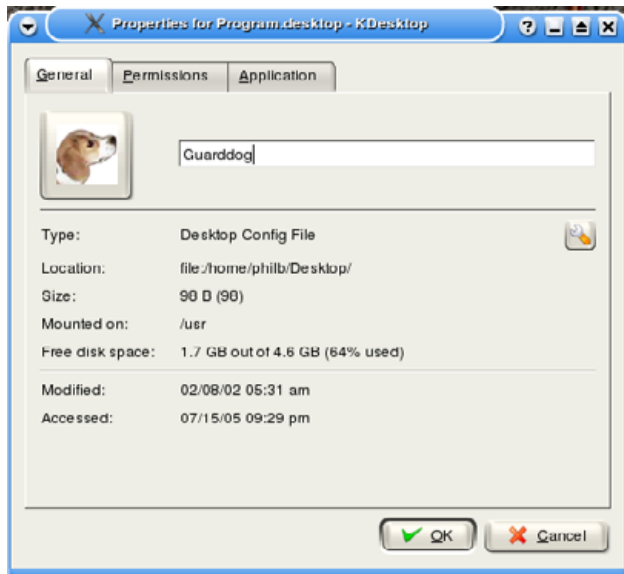 Properties for Program.desktop - KDesktop
General Permissions Application
Guarddog
Type: Desktop Config File
Location: file:/home/philb/Desktop/
Size: 98 B (98)
Mounted on: /usr
Free disk space: 1.7 GB out of 4.6 GB (64% used)
Modified: 02/08/02 05:31 am
Accessed: 07/15/05 09:29 pm
OK Cancel